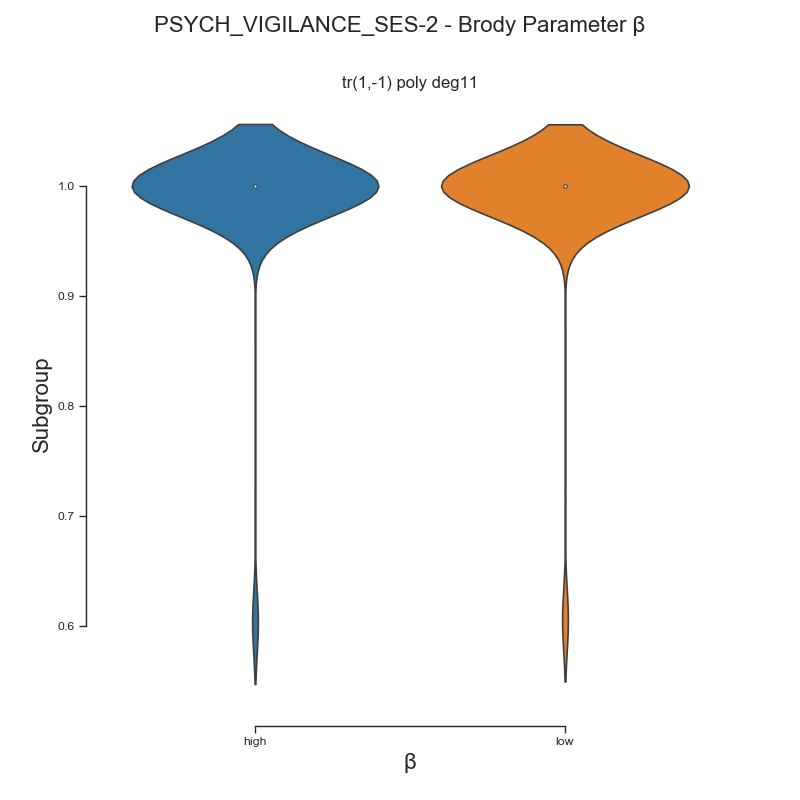 PSYCH_VIGILANCE_SES-2 - Brody Parameter β
tr(1,-1) poly deg11
1.0
0.9
0.8
0.7
0.6
Subgroup
high
low
β